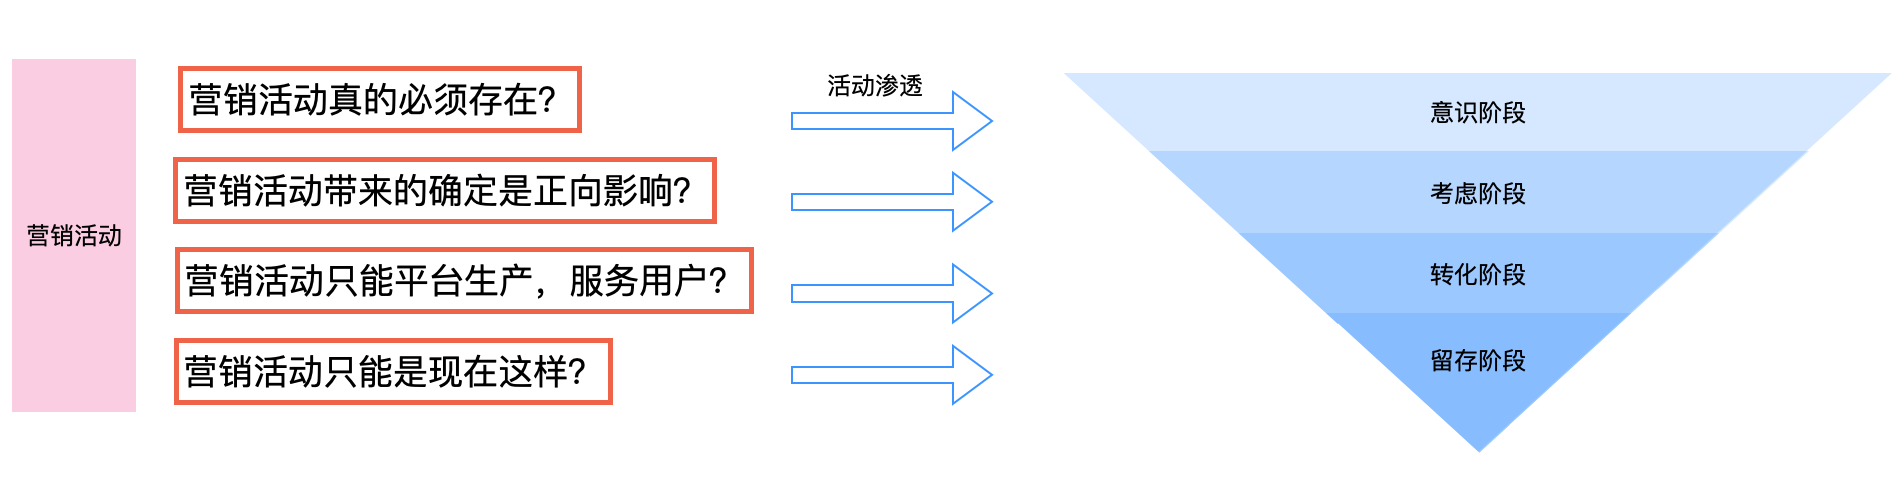 营销活动
营销活动真的必须存在?
营销活动带来的确定是正向影响?
营销活动只能平台生产，服务用户?
营销活动只能是现在这样?
活动渗透
意识阶段
考虑阶段
转化阶段
留存阶段